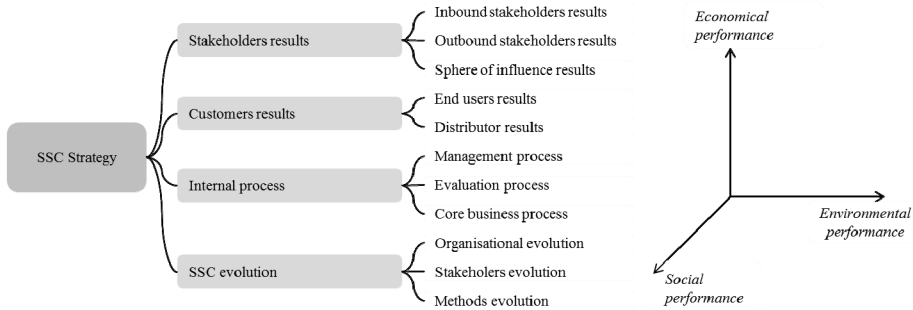 SSC Strategy
Stakeholders results
Inbound stakeholders results
Outbound stakeholders results
Sphere of influence results
Customers results
End users results
Distributor results
Internal process
Management process
Evaluation process
Core business process
SSC evolution
Organisational evolution
Stakeholers evolution
Methods evolution
Economical
performance
Environmental
performance
Social
performance